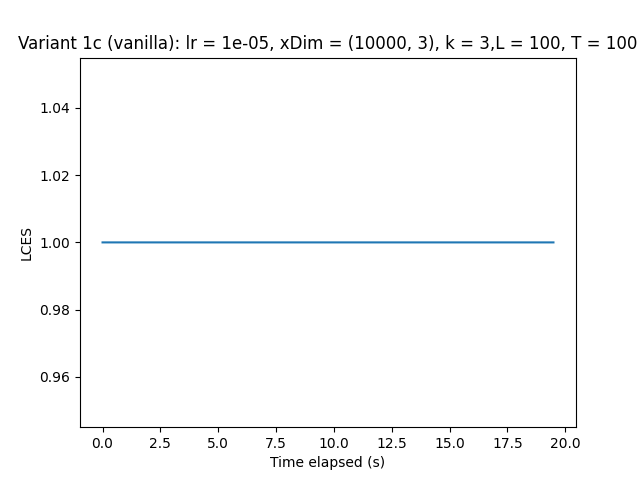 Variant 1c (vanilla): lr = 1e-05, xDim = (10000, 3), k = 3,L = 100, T = 100
1.04
1.02
1.00
0.98
0.96
LCES
0.0 2.5 5.0 7.5 10.0 12.5 15.0 17.5 20.0
Time elapsed (s)